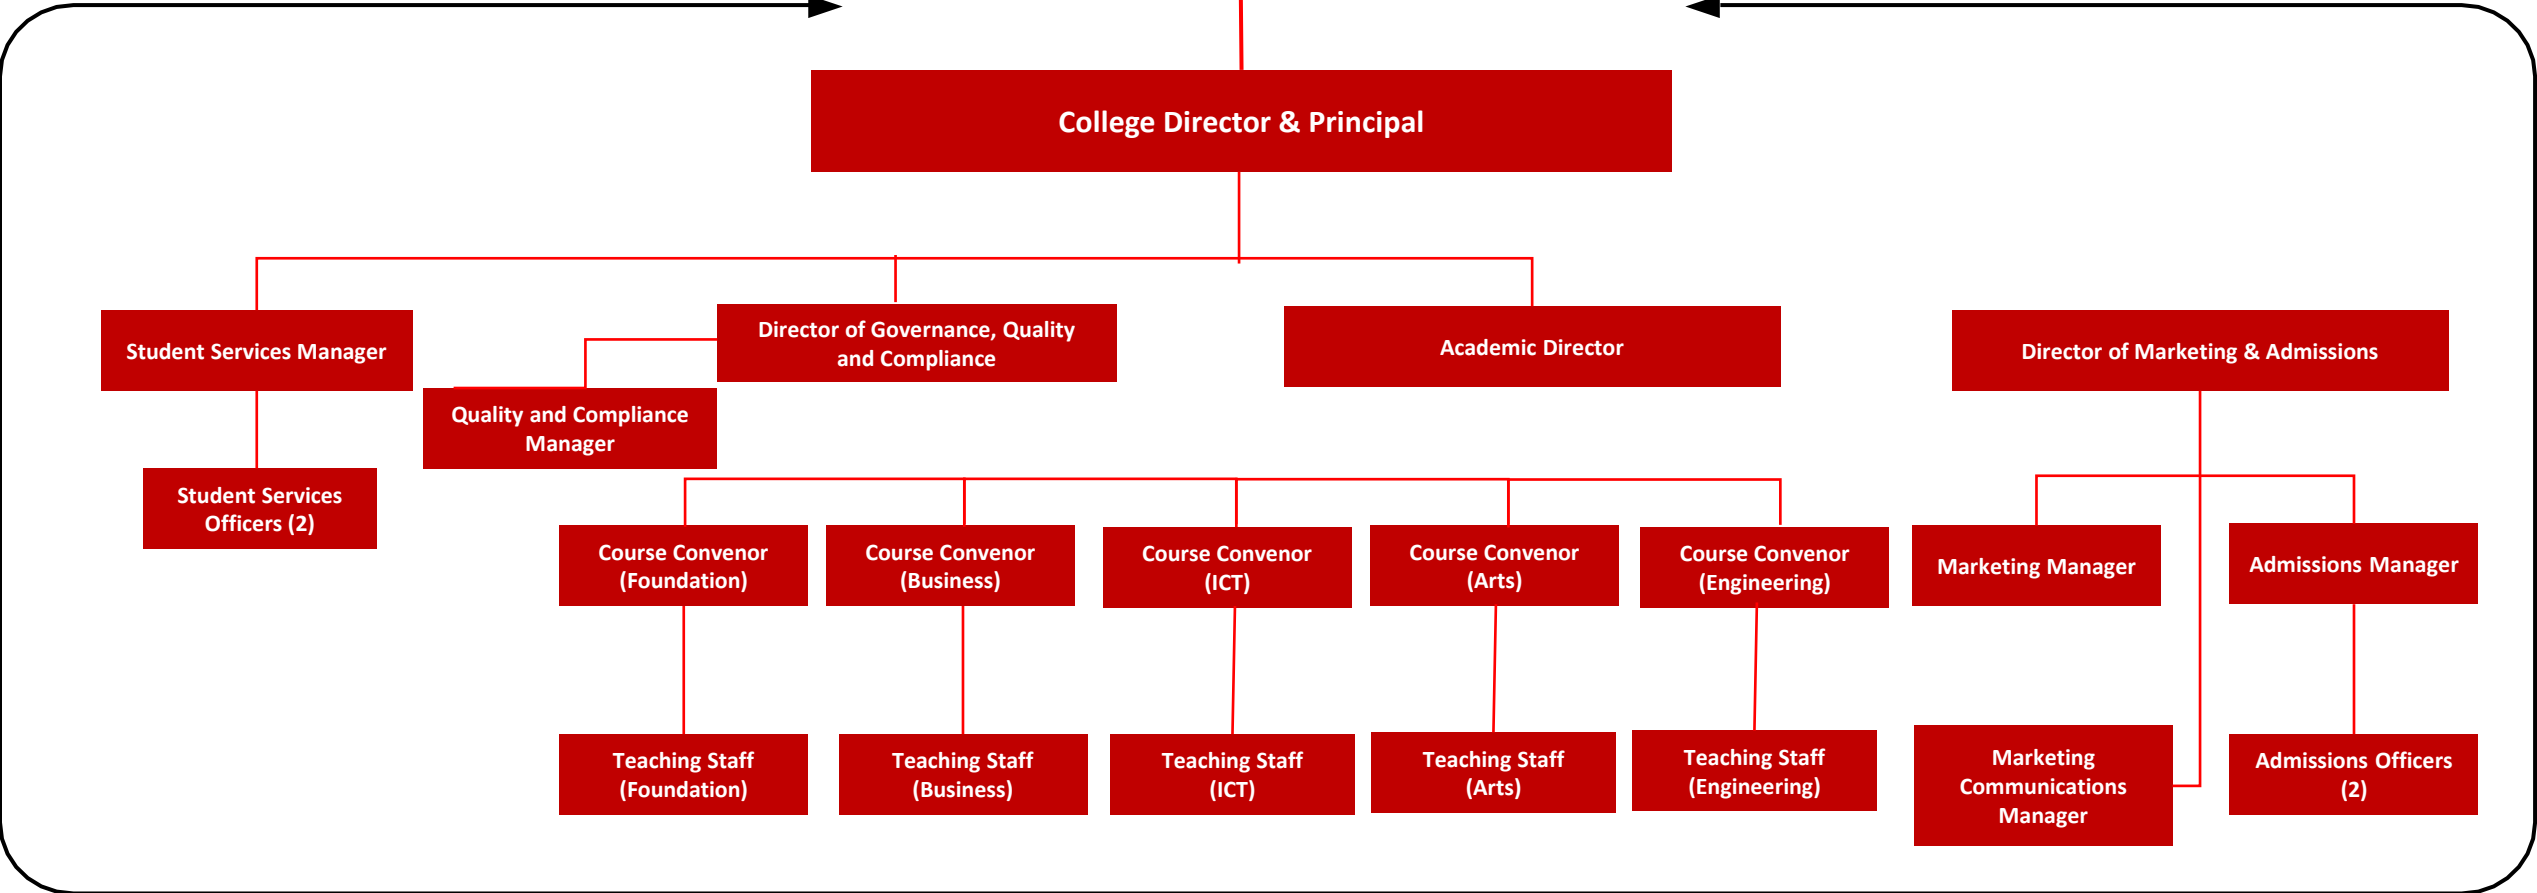 College Director & Principal
Student Services Manager
Director of Governance, Quality
and Compliance
Academic Director
Director of Marketing & Admissions
Quality and Compliance
Manager
Student Services
Officers (2)
Course Convenor
(Foundation)
Course Convenor
(Business)
Course Convenor
(ICT)
Course Convenor
(Arts)
Course Convenor
(Engineering)
Marketing Manager
Admissions Manager
Teaching Staff
(Foundation)
Teaching Staff
(Business)
Teaching Staff
(ICT)
Teaching Staff
(Arts)
Teaching Staff
(Engineering)
Marketing
Communications
Manager
Admissions Officers
(2)